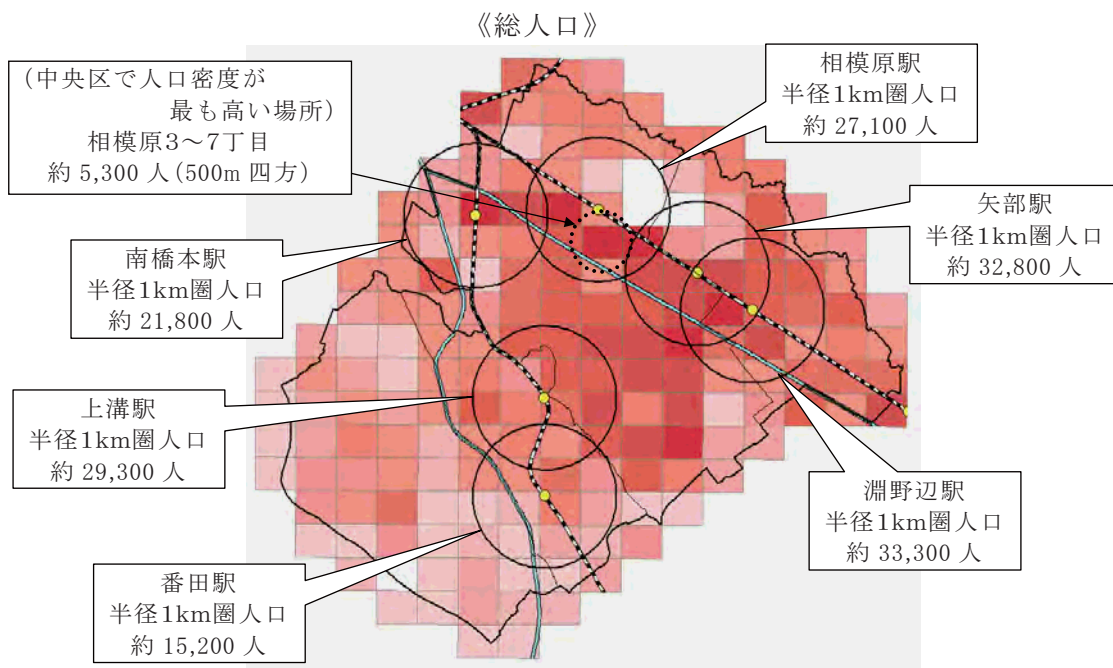 《総人口》
(中央区で人口密度が
最も高い場所)
相模原3～7丁目
約 5,300 人(500m 四方)
相模原駅
半径1km圏人口
約 27,100 人
矢部駅
半径1km圏人口
約 32,800 人
南橋本駅
半径1km圏人口
約 21,800 人
上溝駅
半径1km圏人口
約 29,300 人
淵野辺駅
半径1km圏人口
約 33,300 人
番田駅
半径1km圏人口
約 15,200 人